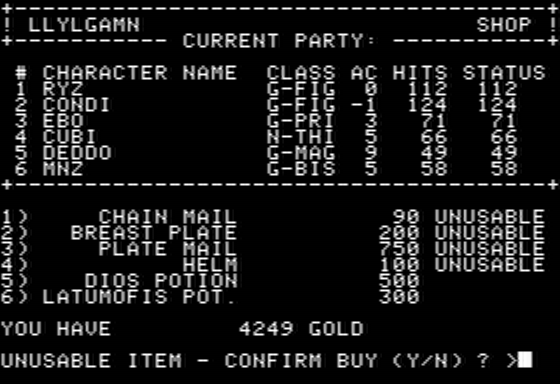 ! LLYLGAMN SHOP !
+----------- CURRENT PARTY: -----------+
# CHARACTER NAME CLASS AC HITS STATUS
1 RYZ G-FIG 0 112 112
2 CONDI G-FIG -1 124 124
3 EBO G-PRI 3 71 71
4 CUBI N-THI 5 66 66
5 DEDDO G-MAG 9 49 49
6 MNZ G-BIS 5 58 58
1) CHAIN MAIL 90 UNUSABLE
2) BREAST PLATE 200 UNUSABLE
3) PLATE MAIL 750 UNUSABLE
4) HELM 100 UNUSABLE
5) DIOS POTION 500
6) LATUMOFIS POT. 300
YOU HAVE 4249 GOLD
UNUSABLE ITEM - CONFIRM BUY (Y/N) ? >